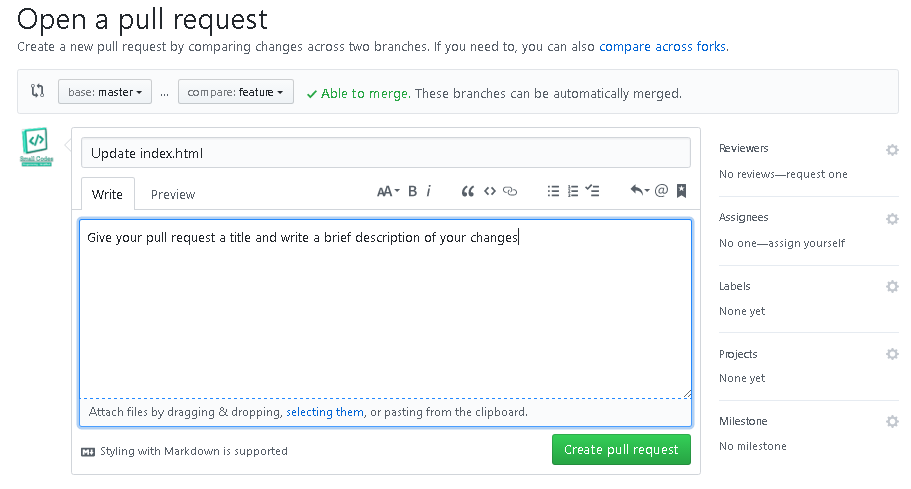 Open a pull request
Create a new pull request by comparing changes across two branches. If you need to, you can also compare across forks.
base: master ... compare: feature ✓ Able to merge. These branches can be automatically merged.
Small Codes
Update index.html
Write Preview AA B i
Give your pull request a title and write a brief description of your changes
Attach files by dragging & dropping, selecting them, or pasting from the clipboard.
Styling with Markdown is supported
Create pull request
Reviewers
No reviews—request one
Assignees
No one—assign yourself
Labels
None yet
Projects
None yet
Milestone
No milestone